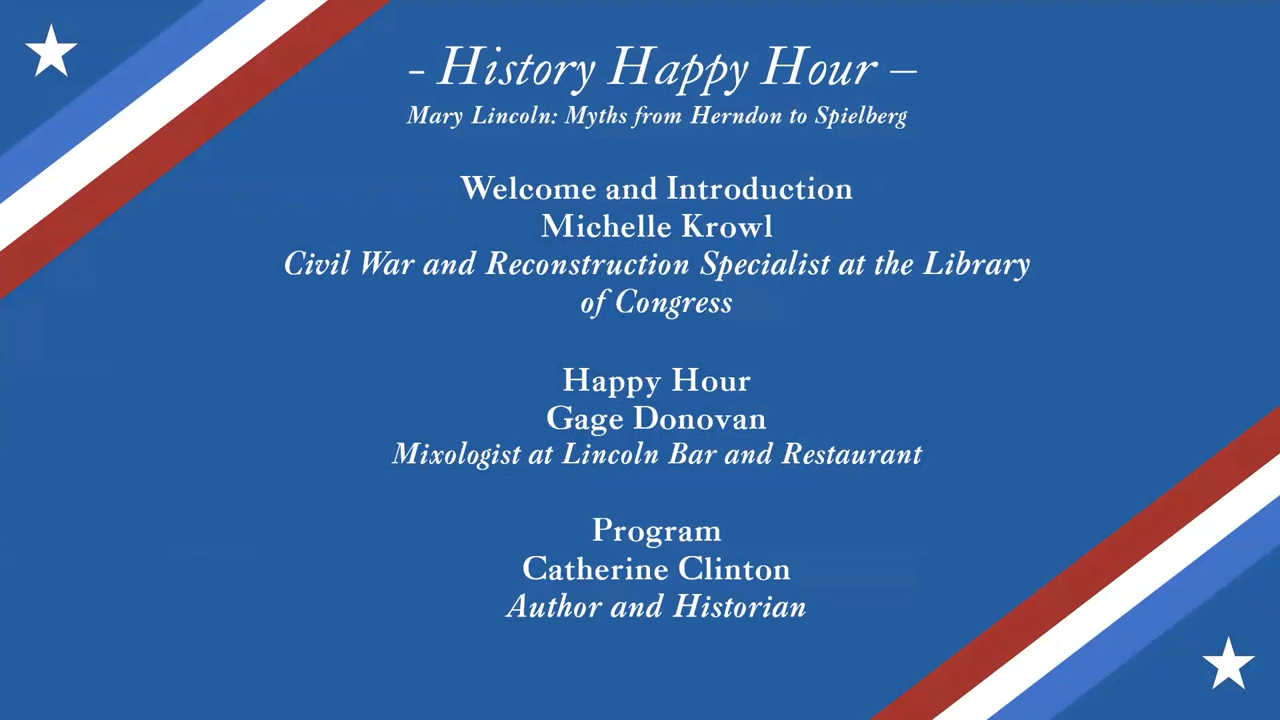 - History Happy Hour –
Mary Lincoln: Myths from Herndon to Spielberg
Welcome and Introduction
Michelle Krowl
Civil War and Reconstruction Specialist at the Library
of Congress
Happy Hour
Gage Donovan
Mixologist at Lincoln Bar and Restaurant
Program
Catherine Clinton
Author and Historian